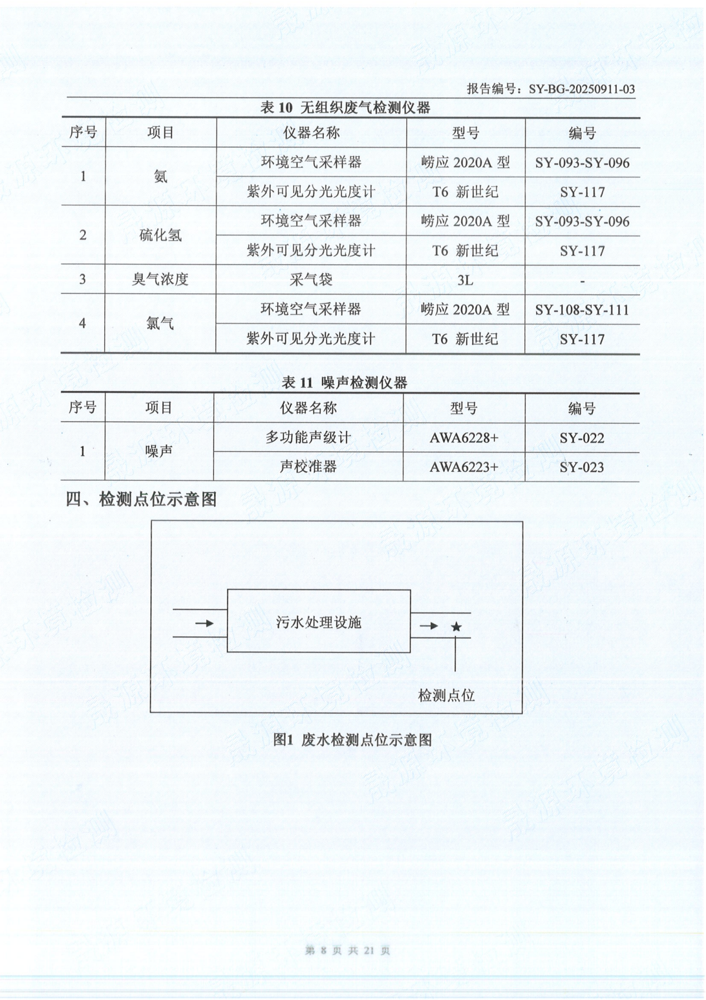 报告编号：SY-BG-20250911-03
表 10 无组织废气检测仪器
序号 项目 仪器名称 型号 编号
1 氨 环境空气采样器 崂应 2020A 型 SY-093-SY-096
紫外可见分光光度计 T6 新世纪 SY-117
2 硫化氢 环境空气采样器 崂应 2020A 型 SY-093-SY-096
紫外可见分光光度计 T6 新世纪 SY-117
3 臭气浓度 采气袋 3L -
4 氯气 环境空气采样器 崂应 2020A 型 SY-108-SY-111
紫外可见分光光度计 T6 新世纪 SY-117
表 11 噪声检测仪器
序号 项目 仪器名称 型号 编号
1 噪声 多功能声级计 AWA6228+ SY-022
声校准器 AWA6223+ SY-023
四、检测点位示意图
污水处理设施
检测点位
图1 废水检测点位示意图
第 8 页 共 21 页